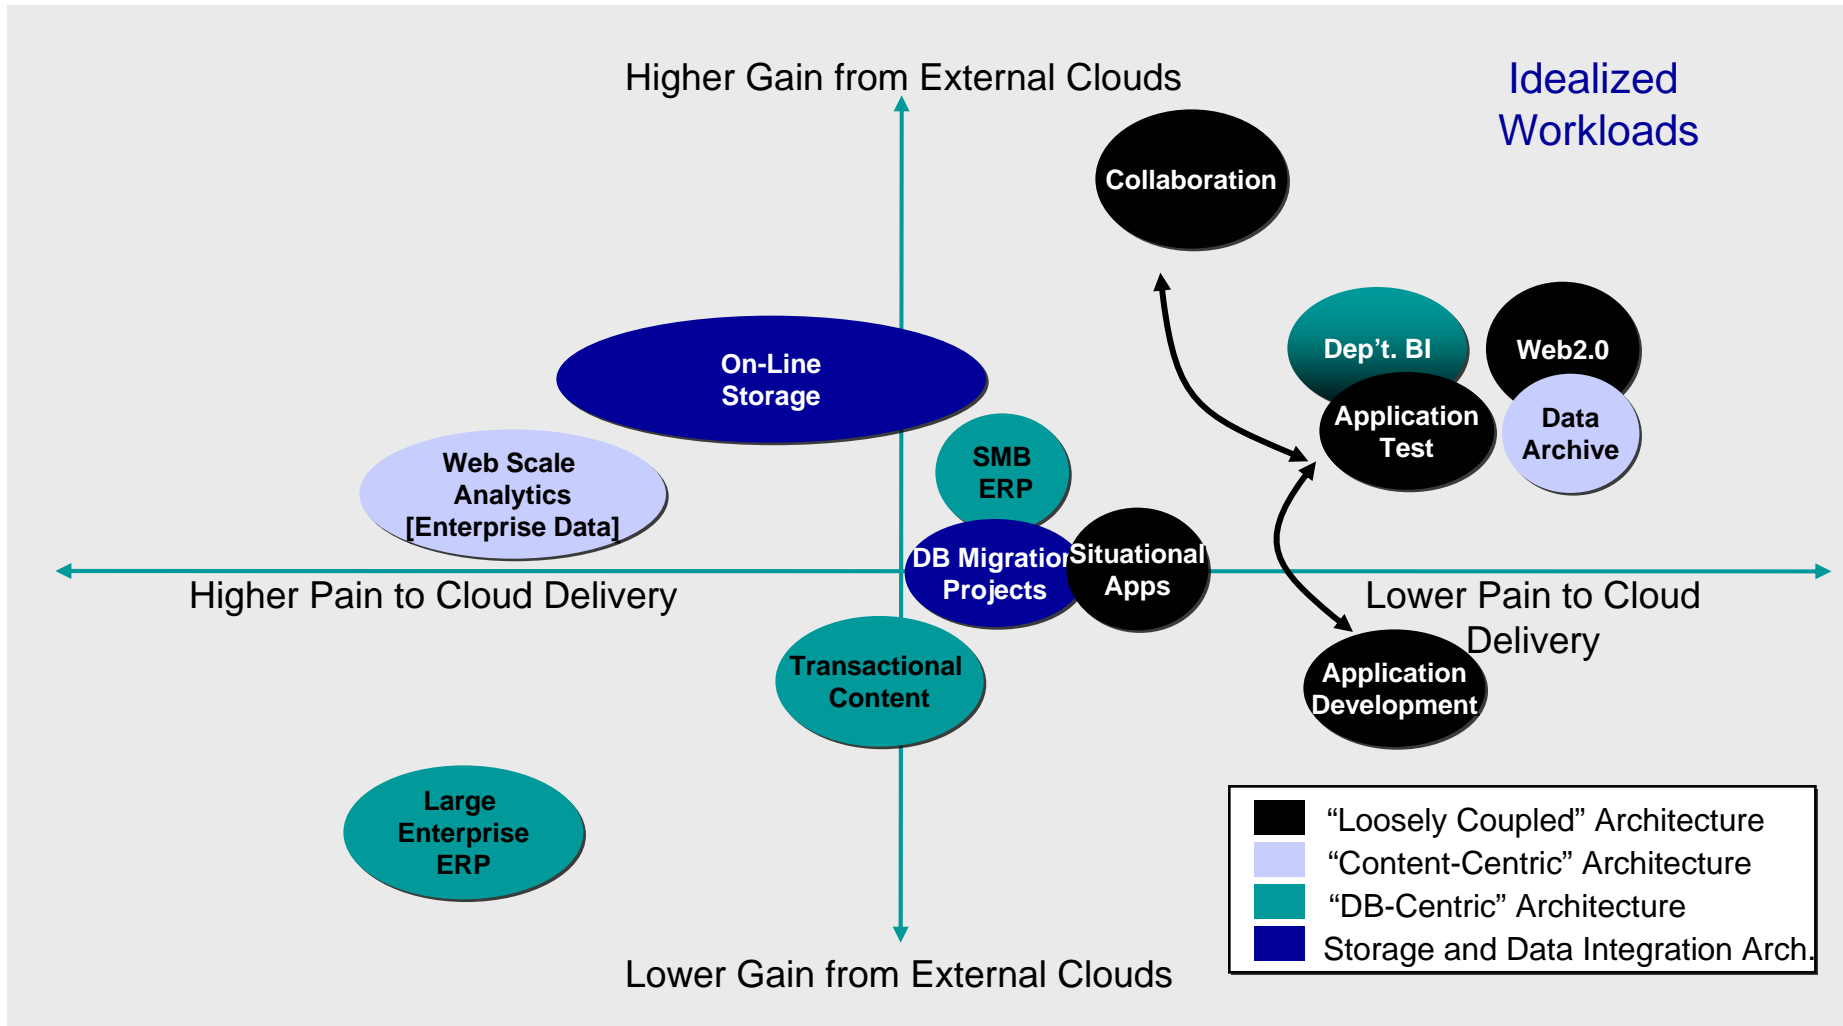 Higher Gain from External Clouds
Idealized
Workloads
Collaboration
On-Line
Storage
Dep’t. BI
Web2.0
Application
Test
Data
Archive
Web Scale
Analytics
[Enterprise Data]
SMB
ERP
DB Migration
Projects
Situational
Apps
Higher Pain to Cloud Delivery
Lower Pain to Cloud
Delivery
Transactional
Content
Application
Development
Large
Enterprise
ERP
“Loosely Coupled” Architecture
“Content-Centric” Architecture
“DB-Centric” Architecture
Storage and Data Integration Arch.
Lower Gain from External Clouds